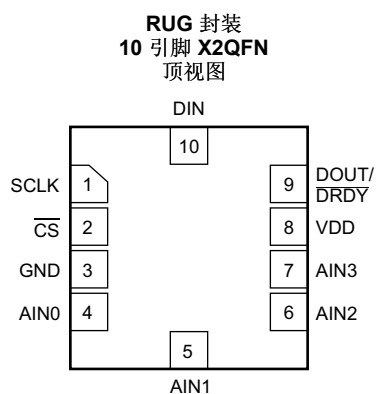 RUG 封装
10 引脚 X2QFN
顶视图
DIN
10
SCLK 1
9 DOUT/
DRDY
CS 2
8 VDD
GND 3
7 AIN3
AIN0 4
6 AIN2
5
AIN1